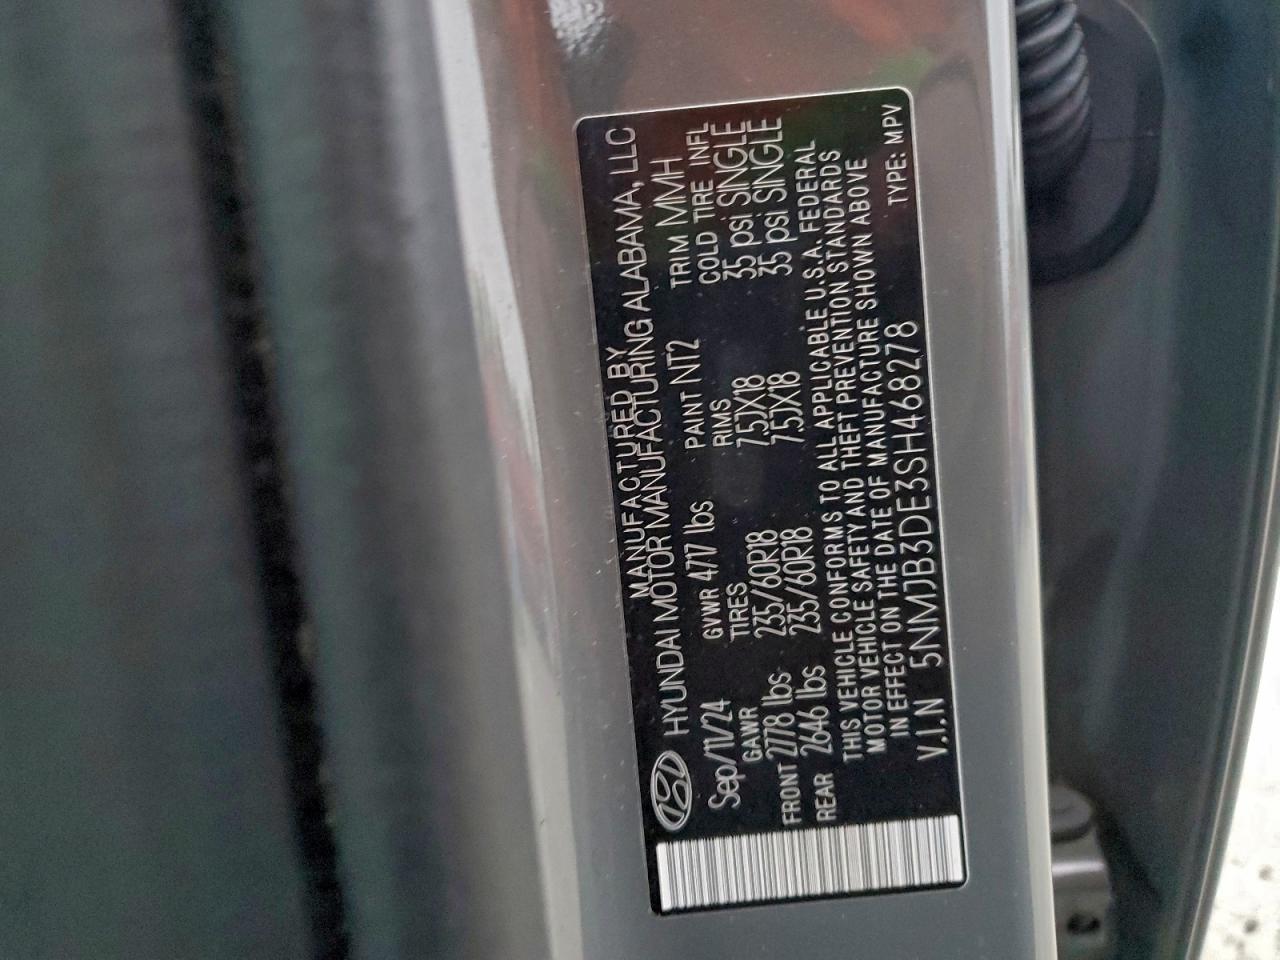 MANUFACTURED BY
HYUNDAI MOTOR MANUFACTURING ALABAMA, LLC
Sep/11/24 GVWR 4717 lbs PAINT NT2 TRIM MMH
GAWR TIRES RIMS COLD TIRE INFL
FRONT 2778 lbs 235/60R18 7.5JX18 35 psi SINGLE
REAR 2646 lbs 235/60R18 7.5JX18 35 psi SINGLE
THIS VEHICLE CONFORMS TO ALL APPLICABLE U.S.A. FEDERAL
MOTOR VEHICLE SAFETY AND THEFT PREVENTION STANDARDS
IN EFFECT ON THE DATE OF MANUFACTURE SHOWN ABOVE
V.I.N 5NMJB3DE3SH468278 TYPE: MPV